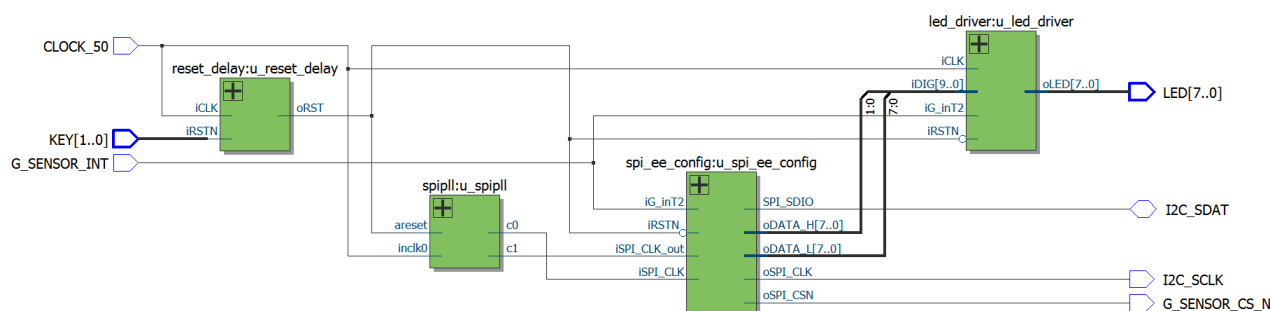 led_driver:u_led_driver
CLOCK_50
iCLK
reset_delay:u_reset_delay
iDIG[9..0]
oLED[7..0]
LED[7..0]
1:0
7:0
iCLK
oRST
iG_inT2
iRSTN
iRSTN
KEY[1..0]
G_SENSOR_INT
spi_ee_config:u_spi_ee_config
spipll:u_spipll
iG_inT2
SPI_SDIO
I2C_SDAT
areset
c0
iRSTN
oDATA_H[7..0]
inclk0
c1
iSPI_CLK_out
oDATA_L[7..0]
iSPI_CLK
oSPI_CLK
I2C_SCLK
oSPI_CSN
G_SENSOR_CS_N